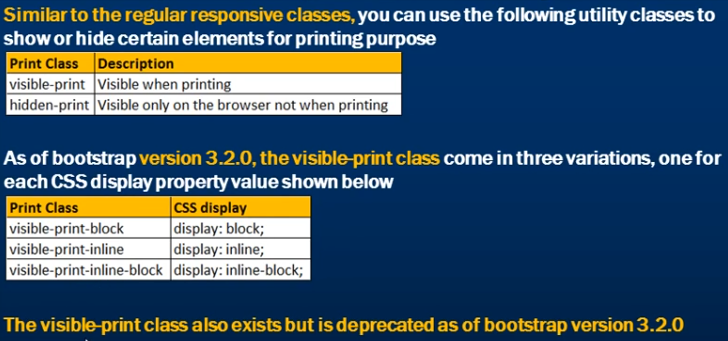 Similar to the regular responsive classes, you can use the following utility classes to
show or hide certain elements for printing purpose
Print Class Description
visible-print Visible when printing
hidden-print Visible only on the browser not when printing
As of bootstrap version 3.2.0, the visible-print class come in three variations, one for
each CSS display property value shown below
Print Class CSS display
visible-print-block display: block;
visible-print-inline display: inline;
visible-print-inline-block display: inline-block;
The visible-print class also exists but is deprecated as of bootstrap version 3.2.0